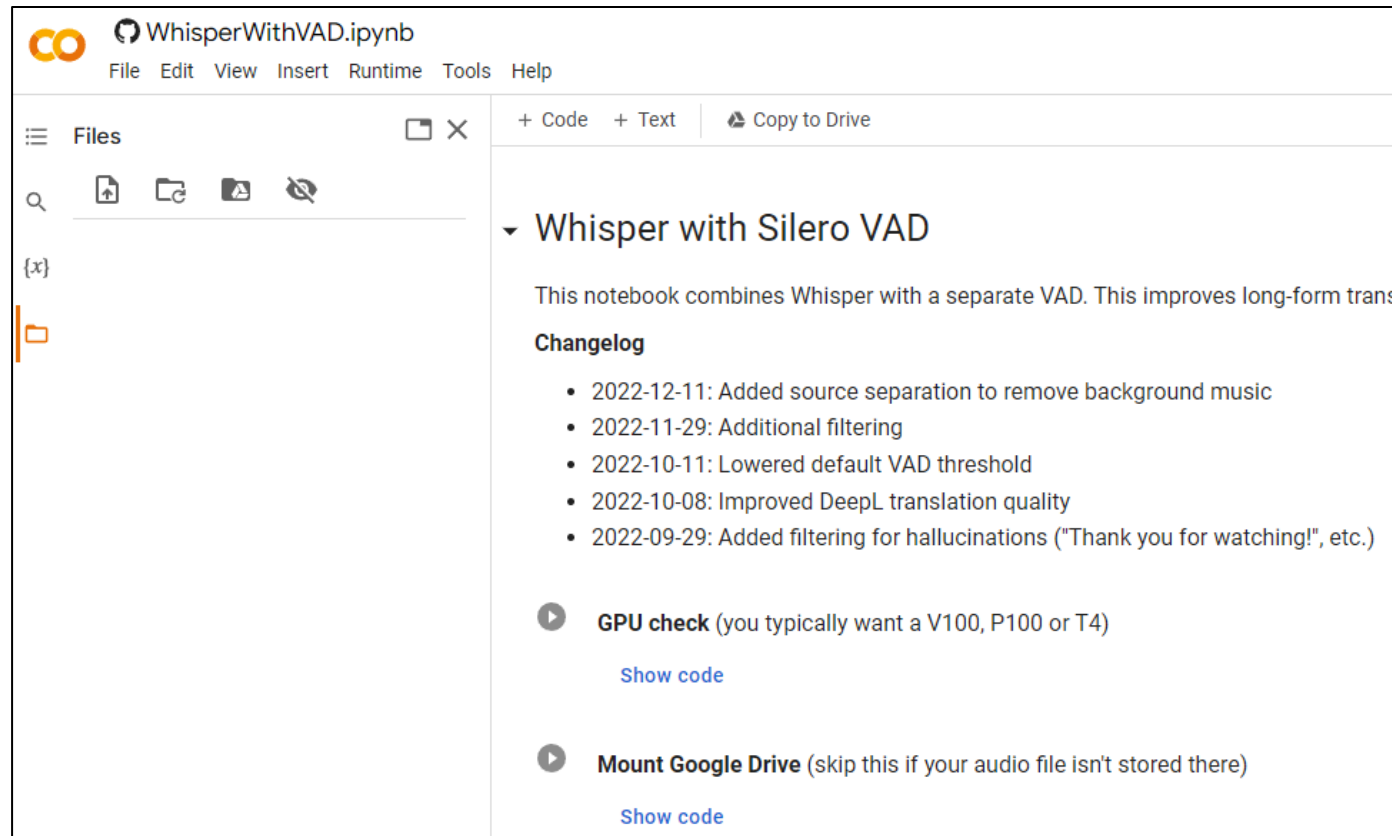 WhisperWithVAD.ipynb
File Edit View Insert Runtime Tools Help
Files
+ Code + Text Copy to Drive
{x}
Whisper with Silero VAD
This notebook combines Whisper with a separate VAD. This improves long-form
Changelog
• 2022-12-11: Added source separation to remove background music
• 2022-11-29: Additional filtering
• 2022-10-11: Lowered default VAD threshold
• 2022-10-08: Improved DeepL translation quality
• 2022-09-29: Added filtering for hallucinations ("Thank you for watching!", etc.)
GPU check (you typically want a V100, P100 or T4)
Show code
Mount Google Drive (skip this if your audio file isn't stored there)
Show code